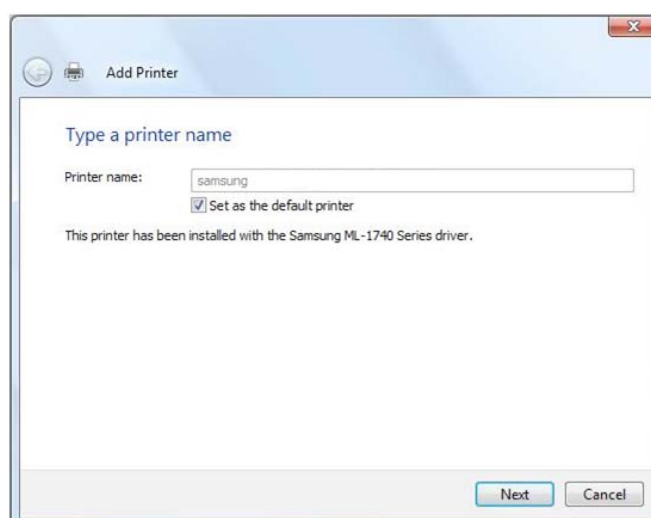 Add Printer
Type a printer name
Printer name: samsung
Set as the default printer
This printer has been installed with the Samsung ML-1740 Series driver.
Next Cancel